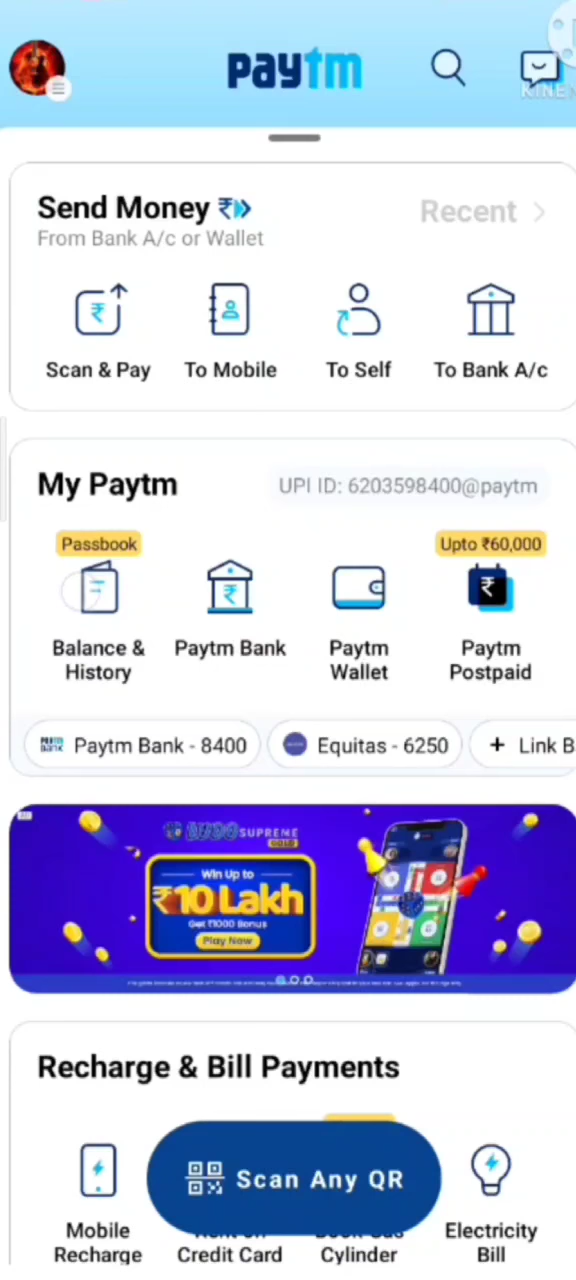 paytm
KINE
Send Money
Recent >
From Bank A/c or Wallet
Scan & Pay
To Mobile
To Self
To Bank A/c
My Paytm
UPI ID: 6203598400@paytm
Passbook
Upto ₹60,000
Balance & History
Paytm Bank
Paytm Wallet
Paytm Postpaid
Paytm Bank - 8400
Equitas - 6250
+ Link B
LUDO SUPREME
GOLD
Win Up to
₹10 Lakh
Get ₹1000 Bonus
Play Now
Recharge & Bill Payments
Scan Any QR
Mobile Recharge
Credit Card
Cylinder
Electricity Bill